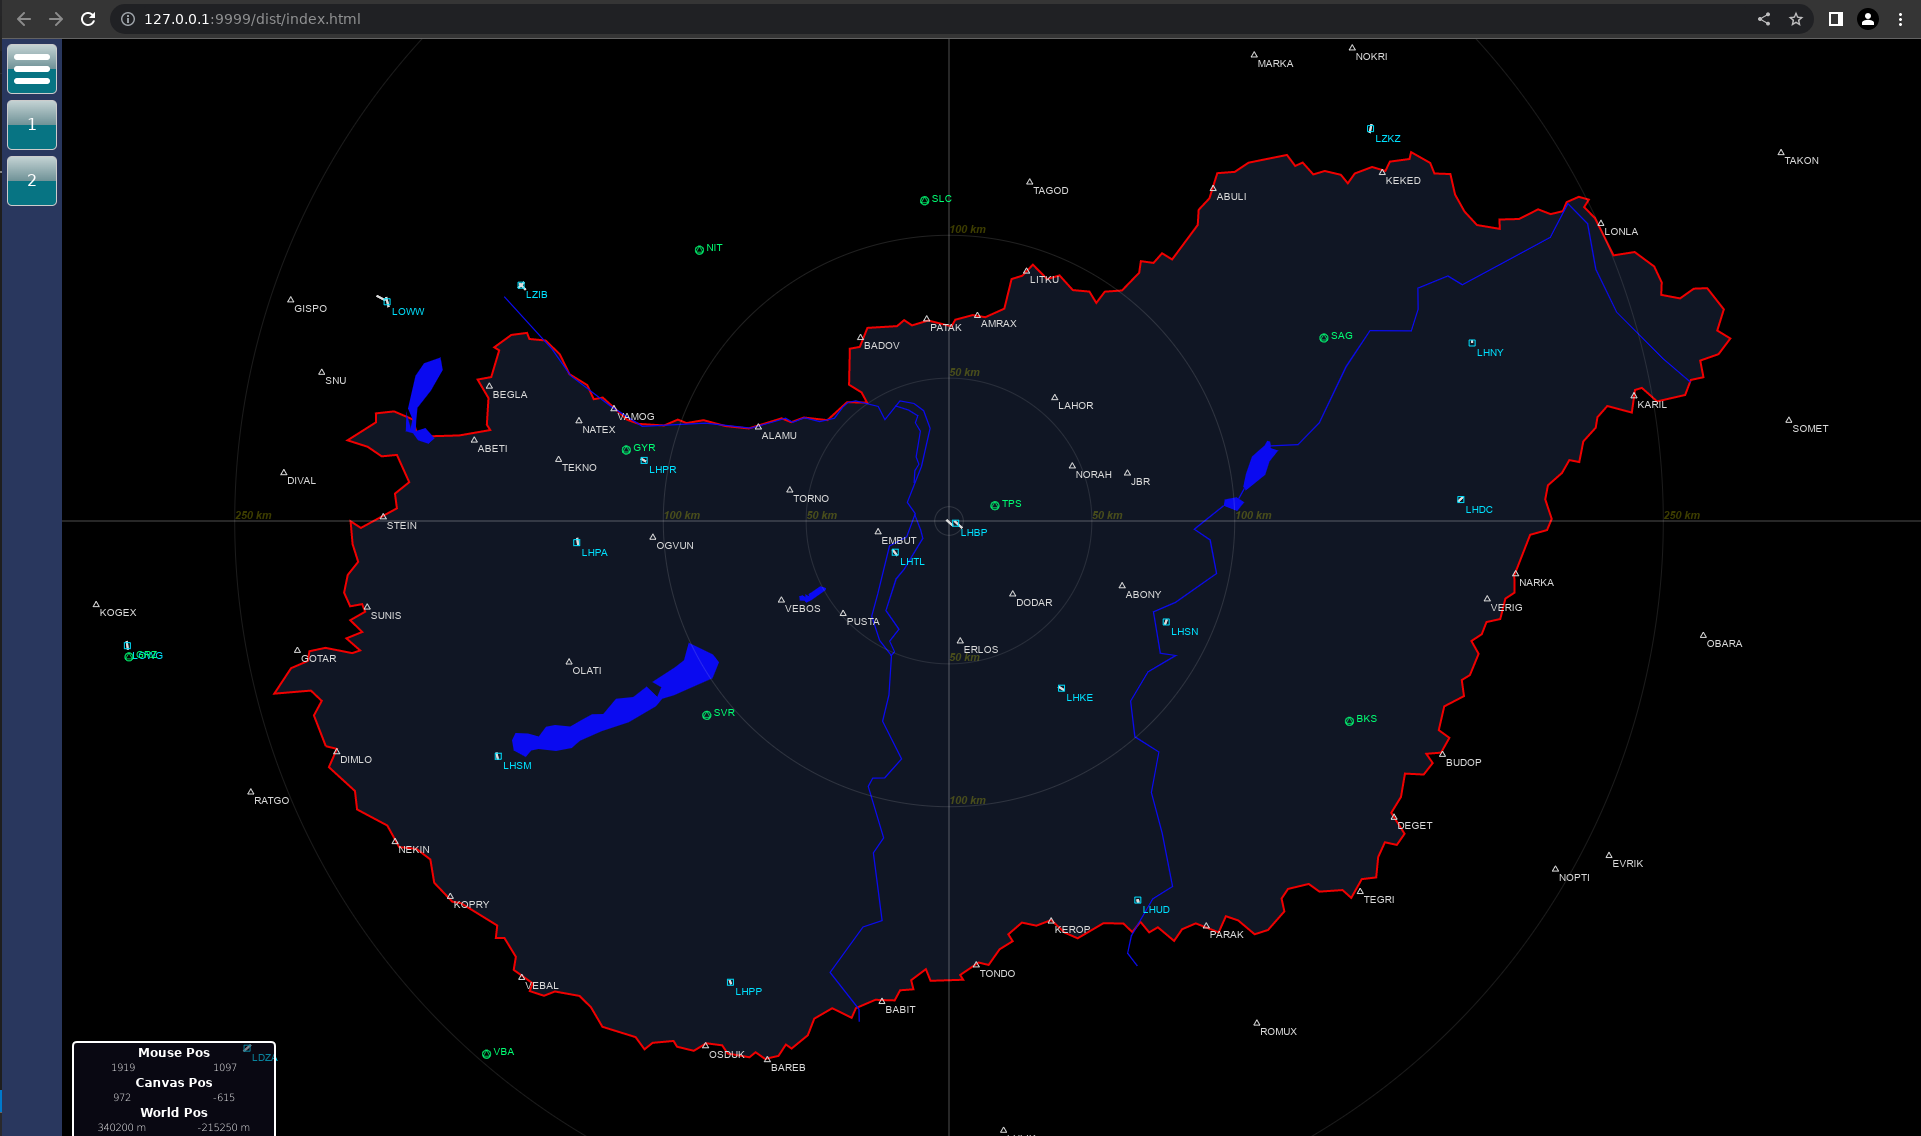 127.0.0.1:9999/dist/index.html
1
2
MARKA
NOKRI
LZKZ
TAKON
KEKED
TAGOD
ABULI
SLC
LONLA
NIT
100 km
LITKU
GISPO
LOWW
LZIB
PATAK
AMRAX
BADOV
SAG
LHNY
SNU
50 km
BEGLA
LAHOR
KARIL
VAMOG
NATEX
ALAMU
SOMET
ABETI
GYR
TEKNO
LHPR
NORAH
JBR
DIVAL
TORNO
TPS
LHDC
250 km
100 km
50 km
50 km
100 km
250 km
STEIN
LHBP
EMBUT
OGVUN
LHPA
LHTL
NARKA
ABONY
DODAR
VEBOS
VERIG
KOGEX
SUNIS
PUSTA
LHSN
OBARA
ERLOS
GOTAR
50 km
OLATI
LHKE
SVR
BKS
DIMLO
LHSM
BUDOP
RATGO
100 km
DEGET
NEKIN
EVRIK
NOPTI
KOPRY
TEGRI
LHUD
KEROP
PARAK
TONDO
VEBAL
LHPP
BABIT
ROMUX
VBA
OSDUK
BAREB
Mouse Pos
1919 1097
Canvas Pos
972 -615
World Pos
340200 m -215250 m